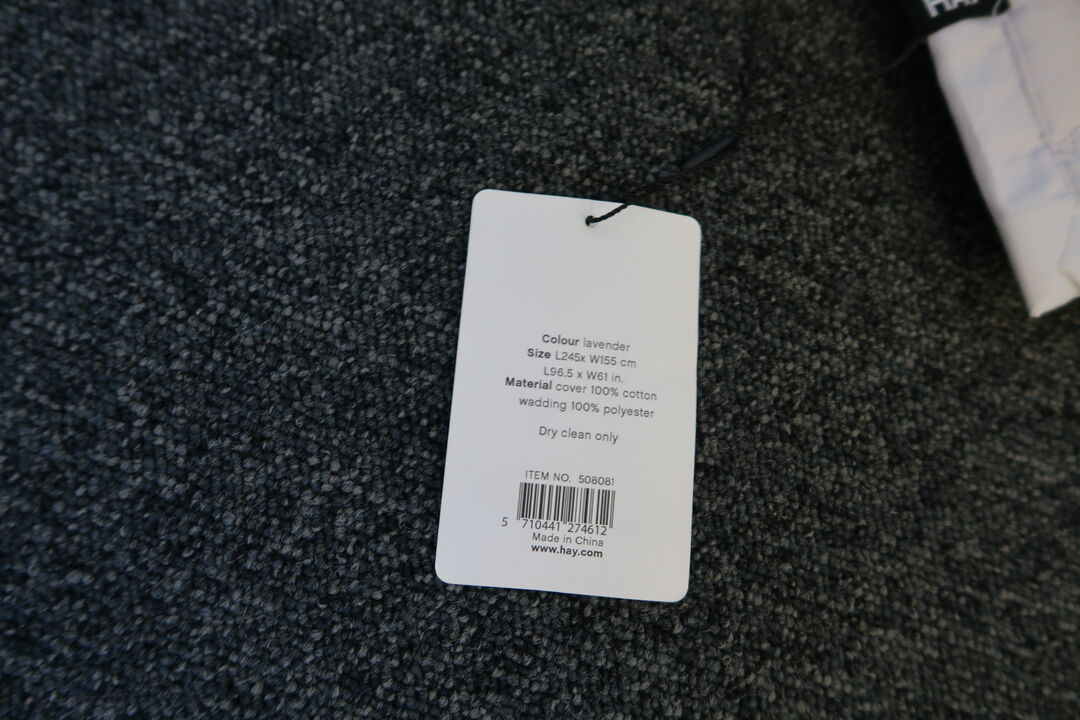 Colour lavender
Size L245x W155 cm
L96.5 x W61 in.
Material cover 100% cotton
wadding 100% polyester
Dry clean only
ITEM NO. 508081
5 710441 274612
Made in China
www.hay.com